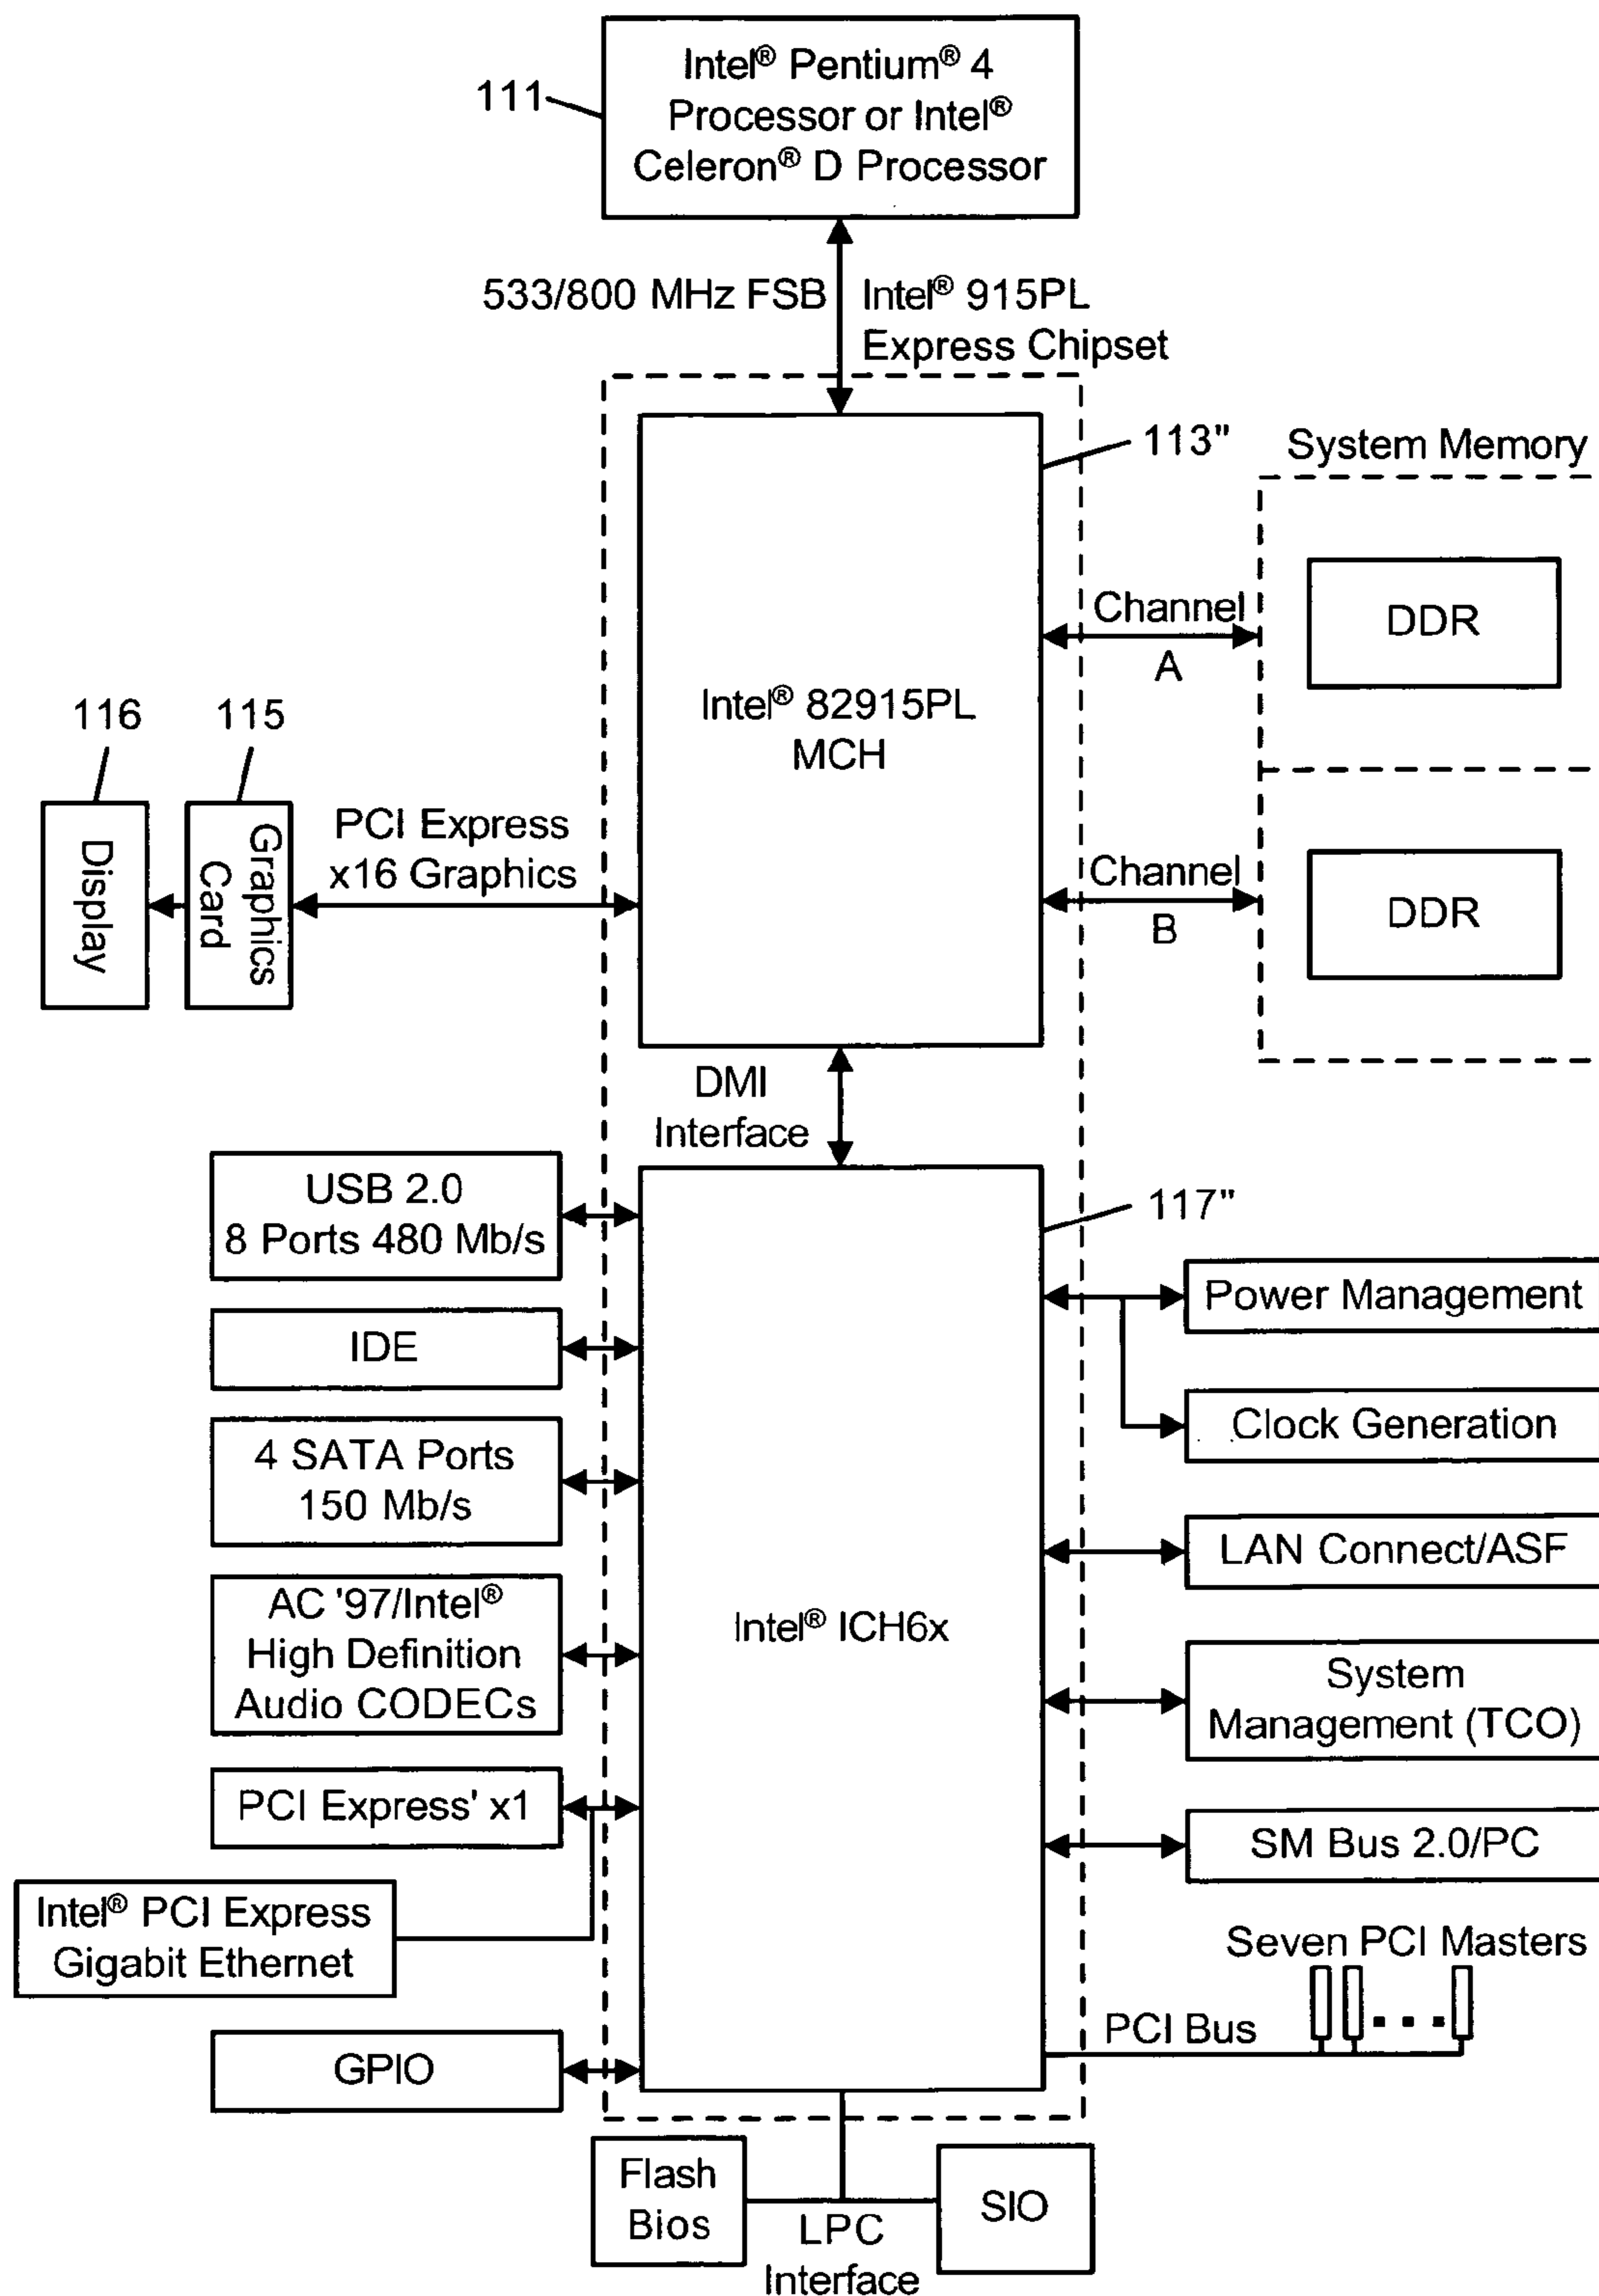 Intel® Pentium® 4
Processor or Intel®
Celeron® D Processor
111
533/800 MHz FSB
Intel® 915PL
Express Chipset
113"
System Memory
Channel
A
DDR
Intel® 82915PL
MCH
116
115
Display
Graphics
Card
PCI Express
x16 Graphics
Channel
B
DDR
DMI
Interface
117"
USB 2.0
8 Ports 480 Mb/s
IDE
4 SATA Ports
150 Mb/s
AC '97/Intel®
High Definition
Audio CODECs
PCI Express' x1
Intel® PCI Express
Gigabit Ethernet
GPIO
Intel® ICH6x
Power Management
Clock Generation
LAN Connect/ASF
System
Management (TCO)
SM Bus 2.0/PC
Seven PCI Masters
PCI Bus
Flash
Bios
LPC
Interface
SIO